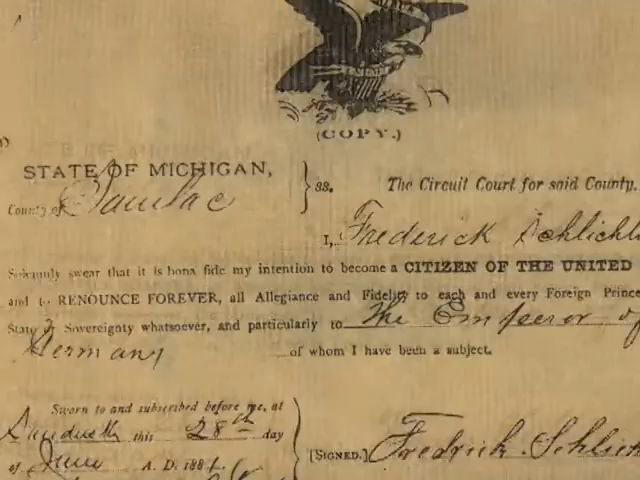 (COPY.)
STATE OF MICHIGAN,
County of Sanilac
ss. The Circuit Court for said County.
I, Frederick
Solemnly swear that it is bona fide my intention to become a CITIZEN OF THE UNITED
and to RENOUNCE FOREVER, all Allegiance and Fidelity to each and every Foreign Prince
State or Sovereignty whatsoever, and particularly to The Emperor of
Germany of whom I have been a subject.
Sworn to and subscribed before me, at
Sandusky this 28th day
of June A. D. 188
[SIGNED.] Fredrick